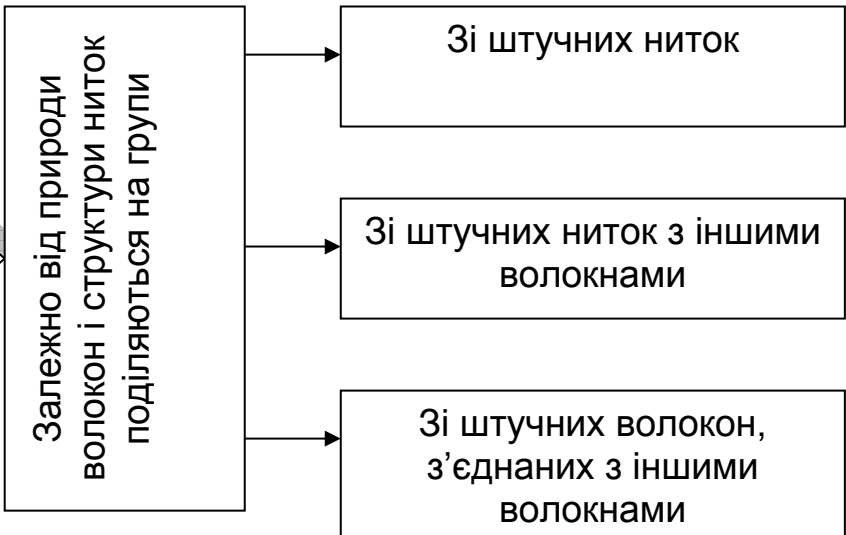 Залежно від природи
волокон і структури ниток
поділяються на групи
Зі штучних ниток
Зі штучних ниток з іншими
волокнами
Зі штучних волокон,
з’єднаних з іншими
волокнами